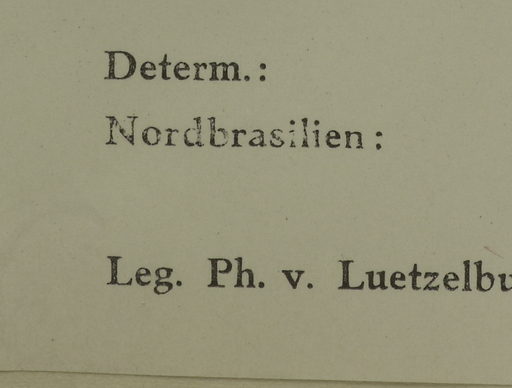 Determ.:
Nordbrasilien:
Leg. Ph. v. Luetzelbu